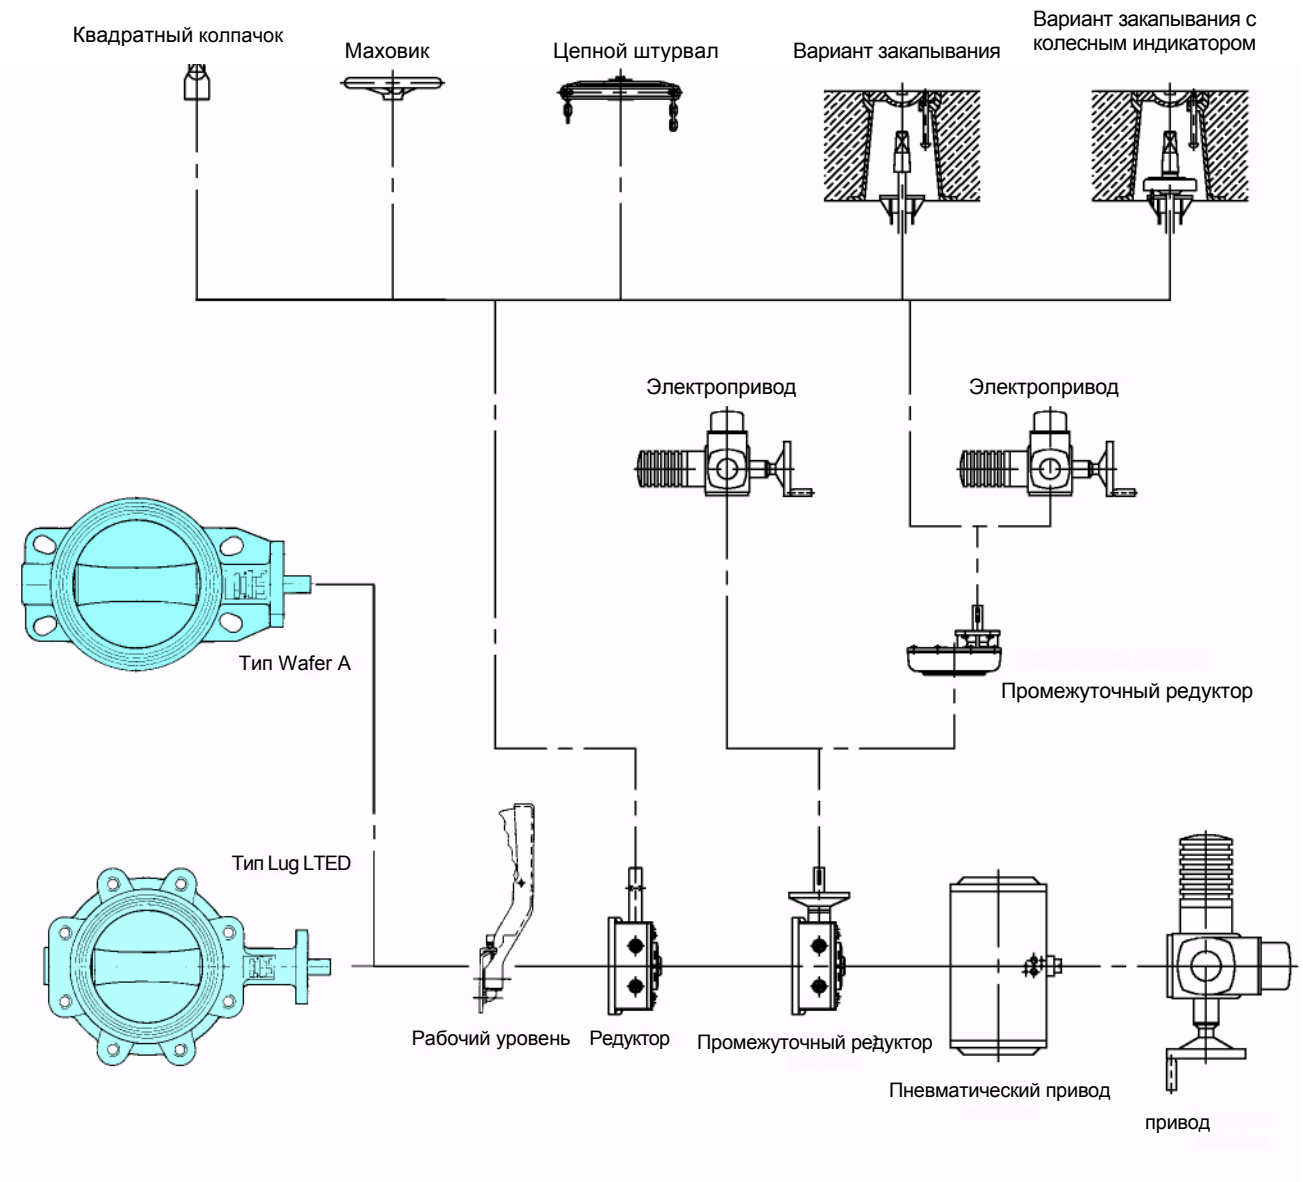 Квадратный колпачок
Маховик
Цепной штурвал
Вариант закапывания
Вариант закапывания с
колесным индикатором
Электропривод
Электропривод
Тип Wafer A
Промежуточный редуктор
Тип Lug LTED
Рабочий уровень
Редуктор
Промежуточный редуктор
Пневматический привод
привод